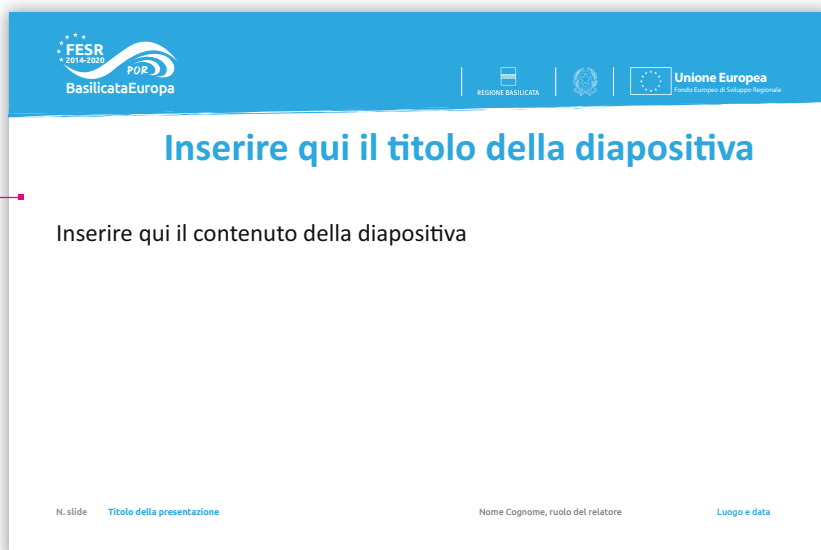 FESR
2014-2020
POR
BasilicataEuropa
REGIONE BASILICATA
Unione Europea
Fondo Europeo di Sviluppo Regionale
Inserire qui il titolo della diapositiva
Inserire qui il contenuto della diapositiva
N. slide Titolo della presentazione Nome Cognome, ruolo del relatore Luogo e data